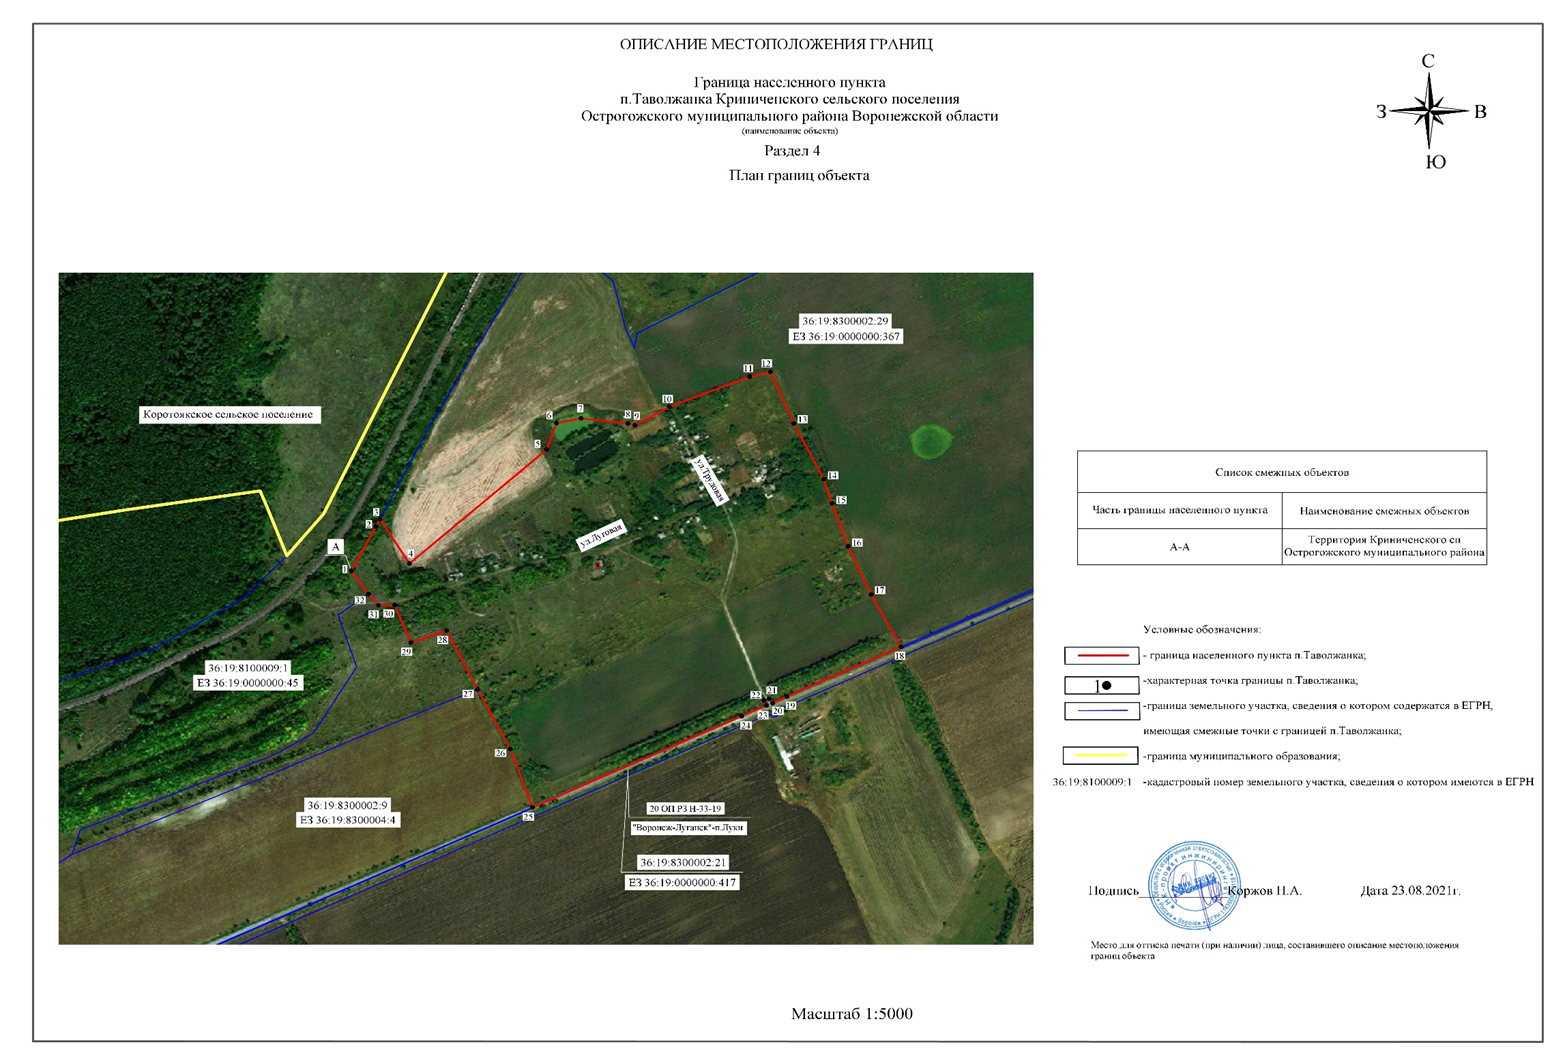 ОПИСАНИЕ МЕСТОПОЛОЖЕНИЯ ГРАНИЦ
Граница населенного пункта
п.Таволжанка Криниченского сельского поселения
Острогожского муниципального района Воронежской области
(наименование объекта)
Раздел 4
План границ объекта
С
З
В
Ю
36:19:8300002:29
ЕЗ 36:19:0000000:367
Коротоякское сельское поселение
12
11
10
6
7
8
9
13
5
ул.Трудовая
14
15
3
2
ул.Луговая
А
4
16
1
17
32
31
30
28
29
18
36:19:8100009:1
ЕЗ 36:19:0000000:45
27
22
21
19
20
23
24
26
36:19:8300002:9
ЕЗ 36:19:8300004:4
25
20 ОП РЗ Н-33-19
"Воронеж-Луганск"-п.Луки
36:19:8300002:21
ЕЗ 36:19:0000000:417
Список смежных объектов
Часть границы населенного пункта
Наименование смежных объектов
А-А
Территория Криниченского сп
Острогожского муниципального района
Условные обозначения:
- граница населенного пункта п.Таволжанка;
1
-характерная точка границы п.Таволжанка;
-граница земельного участка, сведения о котором содержатся в ЕГРН,
имеющая смежные точки с границей п.Таволжанка;
-граница муниципального образования;
36:19:8100009:1 -кадастровый номер земельного участка, сведения о котором имеются в ЕГРН
Подпись Коржов Н.А. Дата 23.08.2021г.
Место для оттиска печати (при наличии) лица, составившего описание местоположения
границ объекта
Масштаб 1:5000